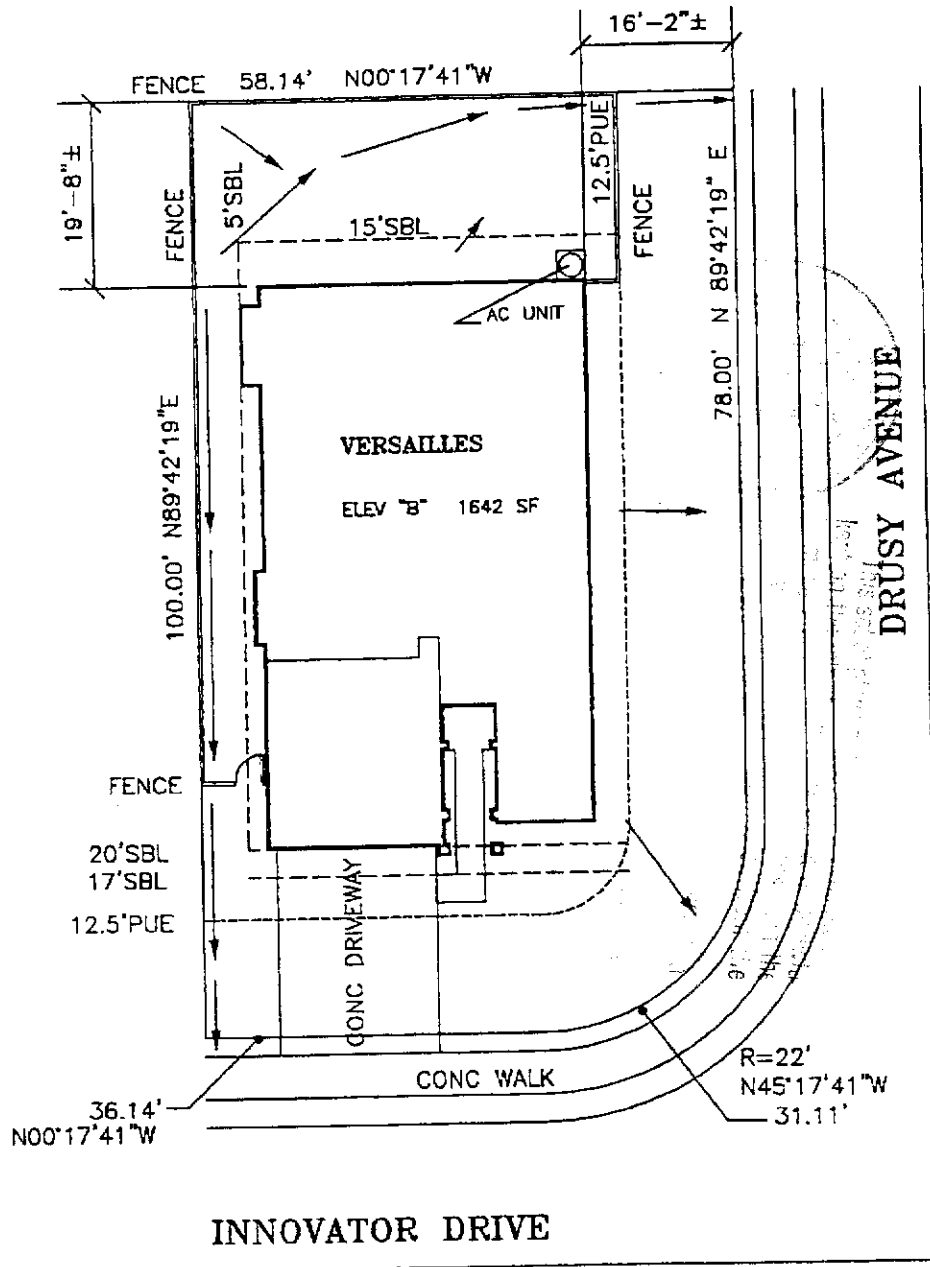 16'-2"±
FENCE 58.14' N00°17'41"W
19'-8"±
FENCE
5'SBL
15'SBL
12.5'PUE
FENCE
AC UNIT
78.00' N 89°42'19" E
DRUSY AVENUE
VERSAILLES
ELEV "B" 1642 SF
100.00' N89°42'19"E
FENCE
20'SBL
17'SBL
12.5'PUE
CONC DRIVEWAY
CONC WALK
R=22'
N45°17'41"W
31.11'
36.14'
N00°17'41"W
INNOVATOR DRIVE